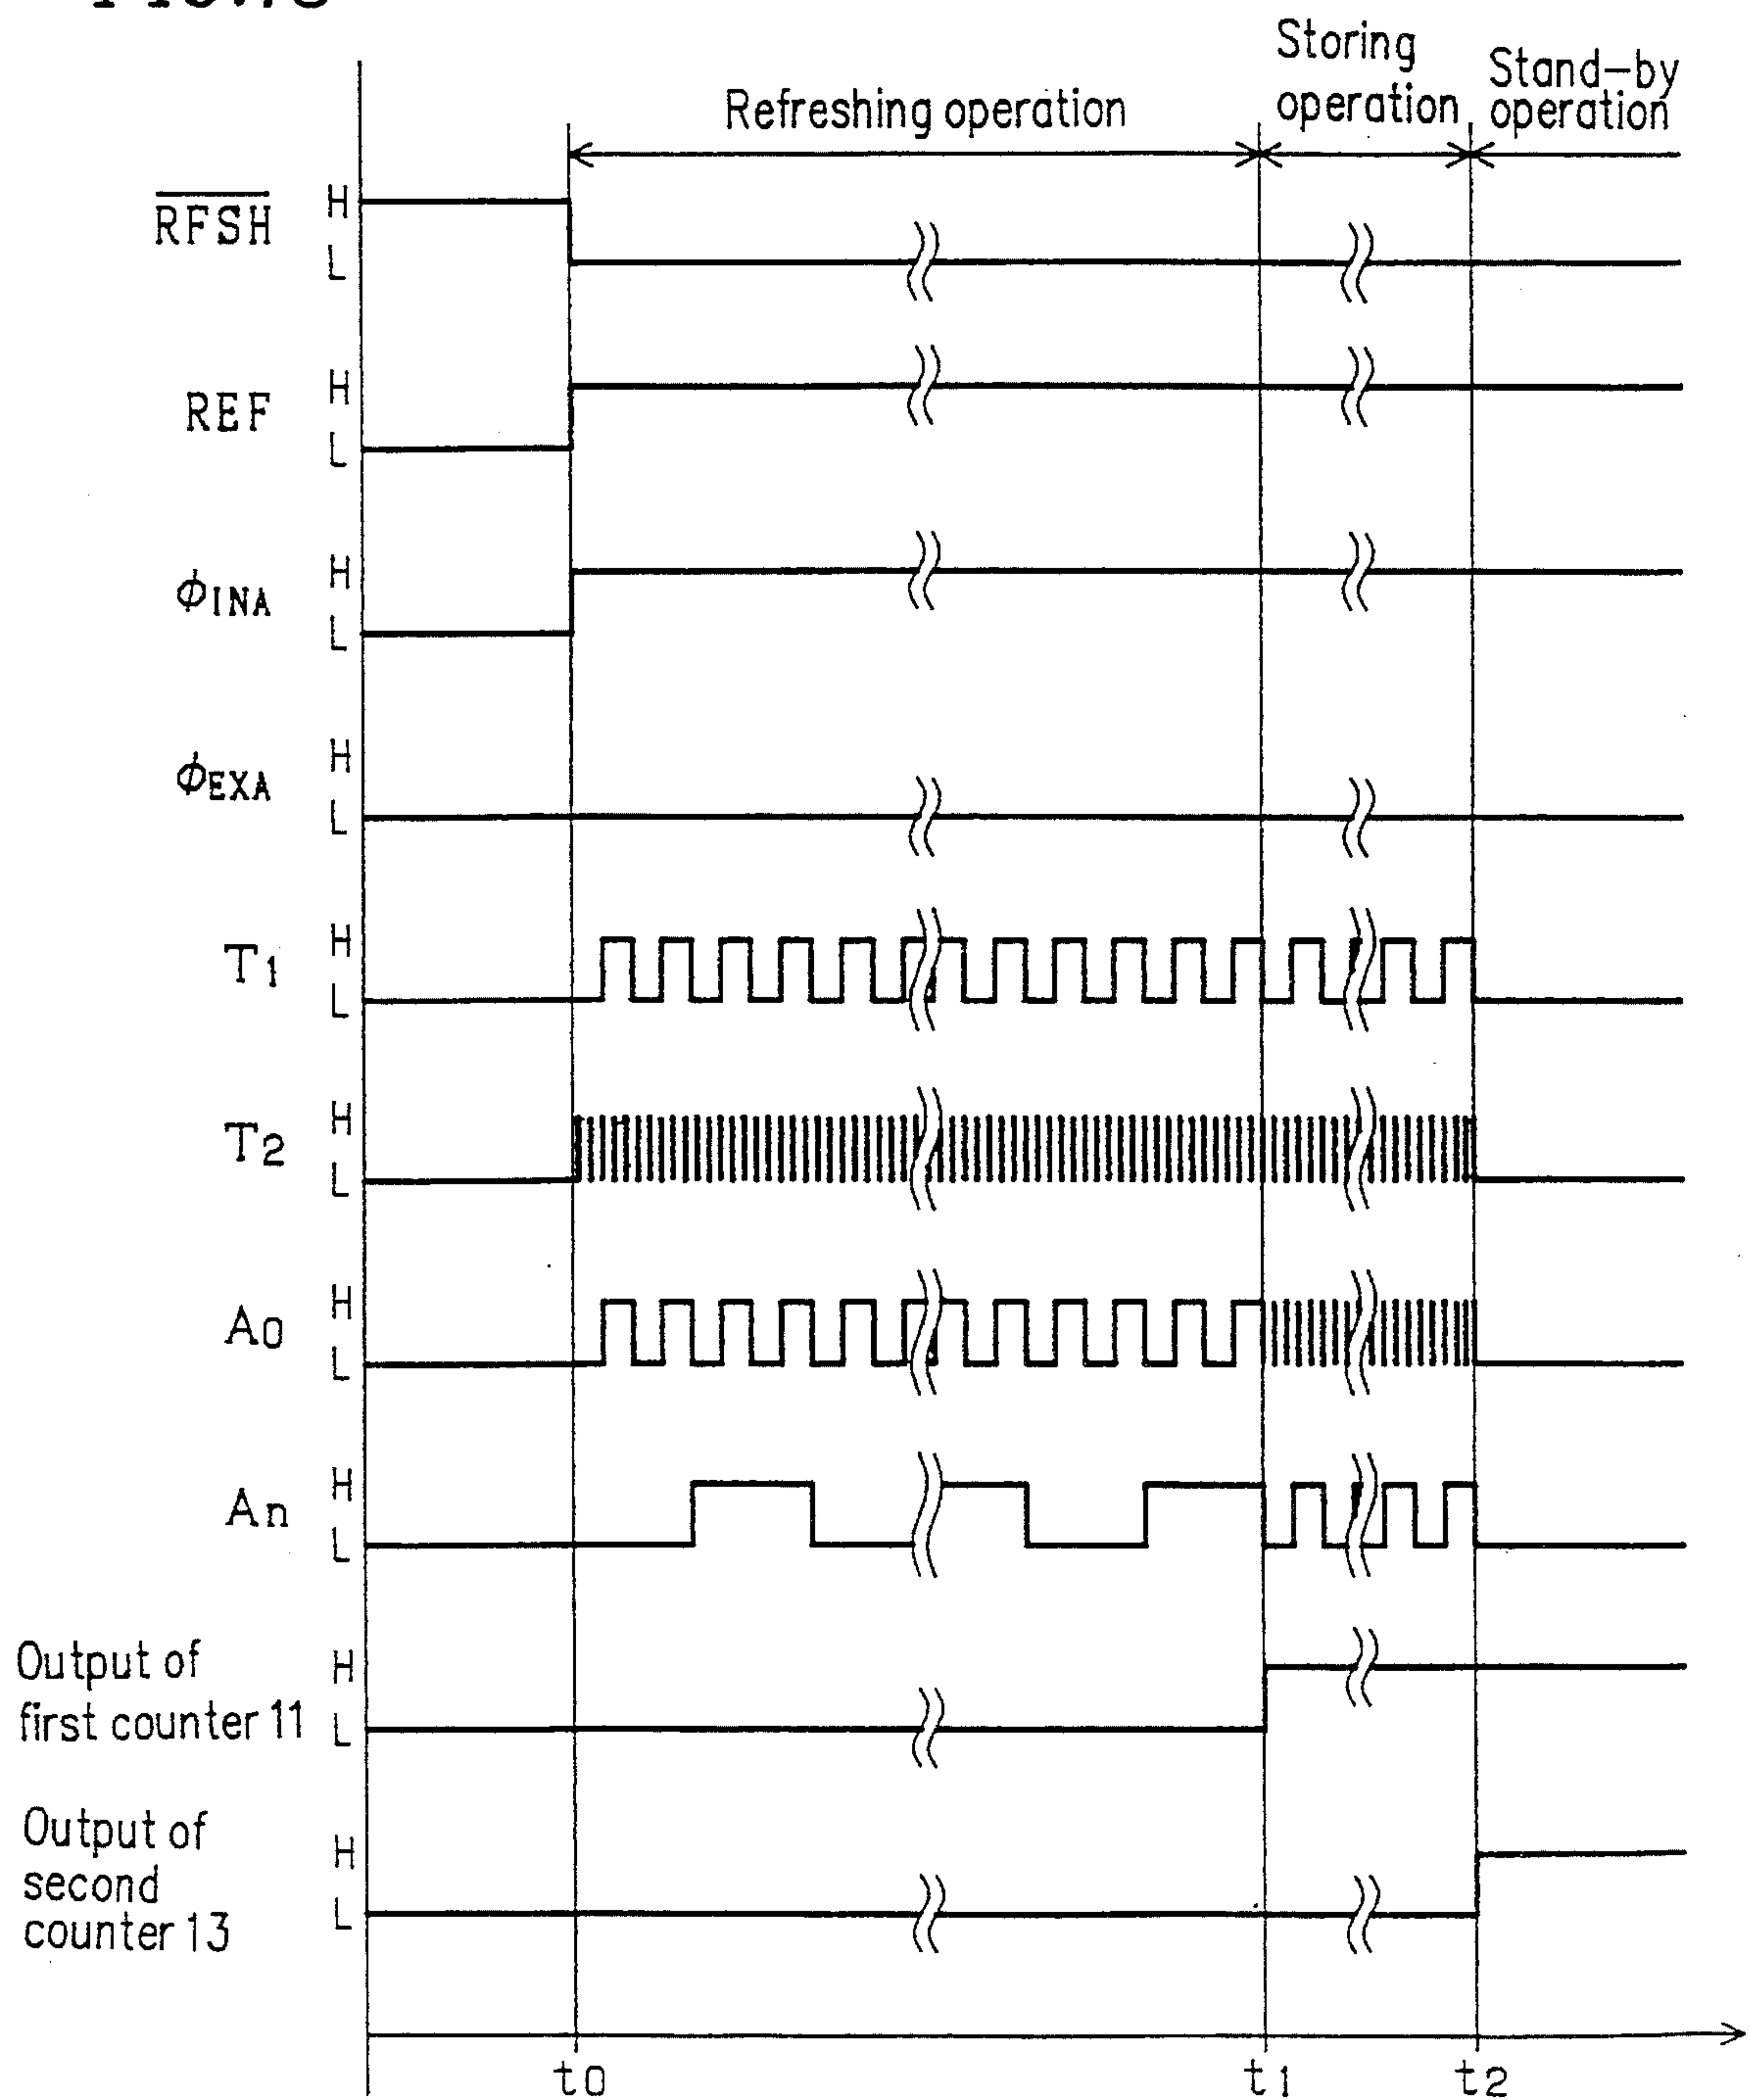 Storing
operation
Stand-by
operation
Refreshing operation
R̅F̅S̅H̅ H
L
REF H
L
ϕINA H
L
ϕEXA H
L
T1 H
L
T2 H
L
A0 H
L
An H
L
Output of
first counter 11 H
L
Output of
second
counter 13 H
L
t0 t1 t2